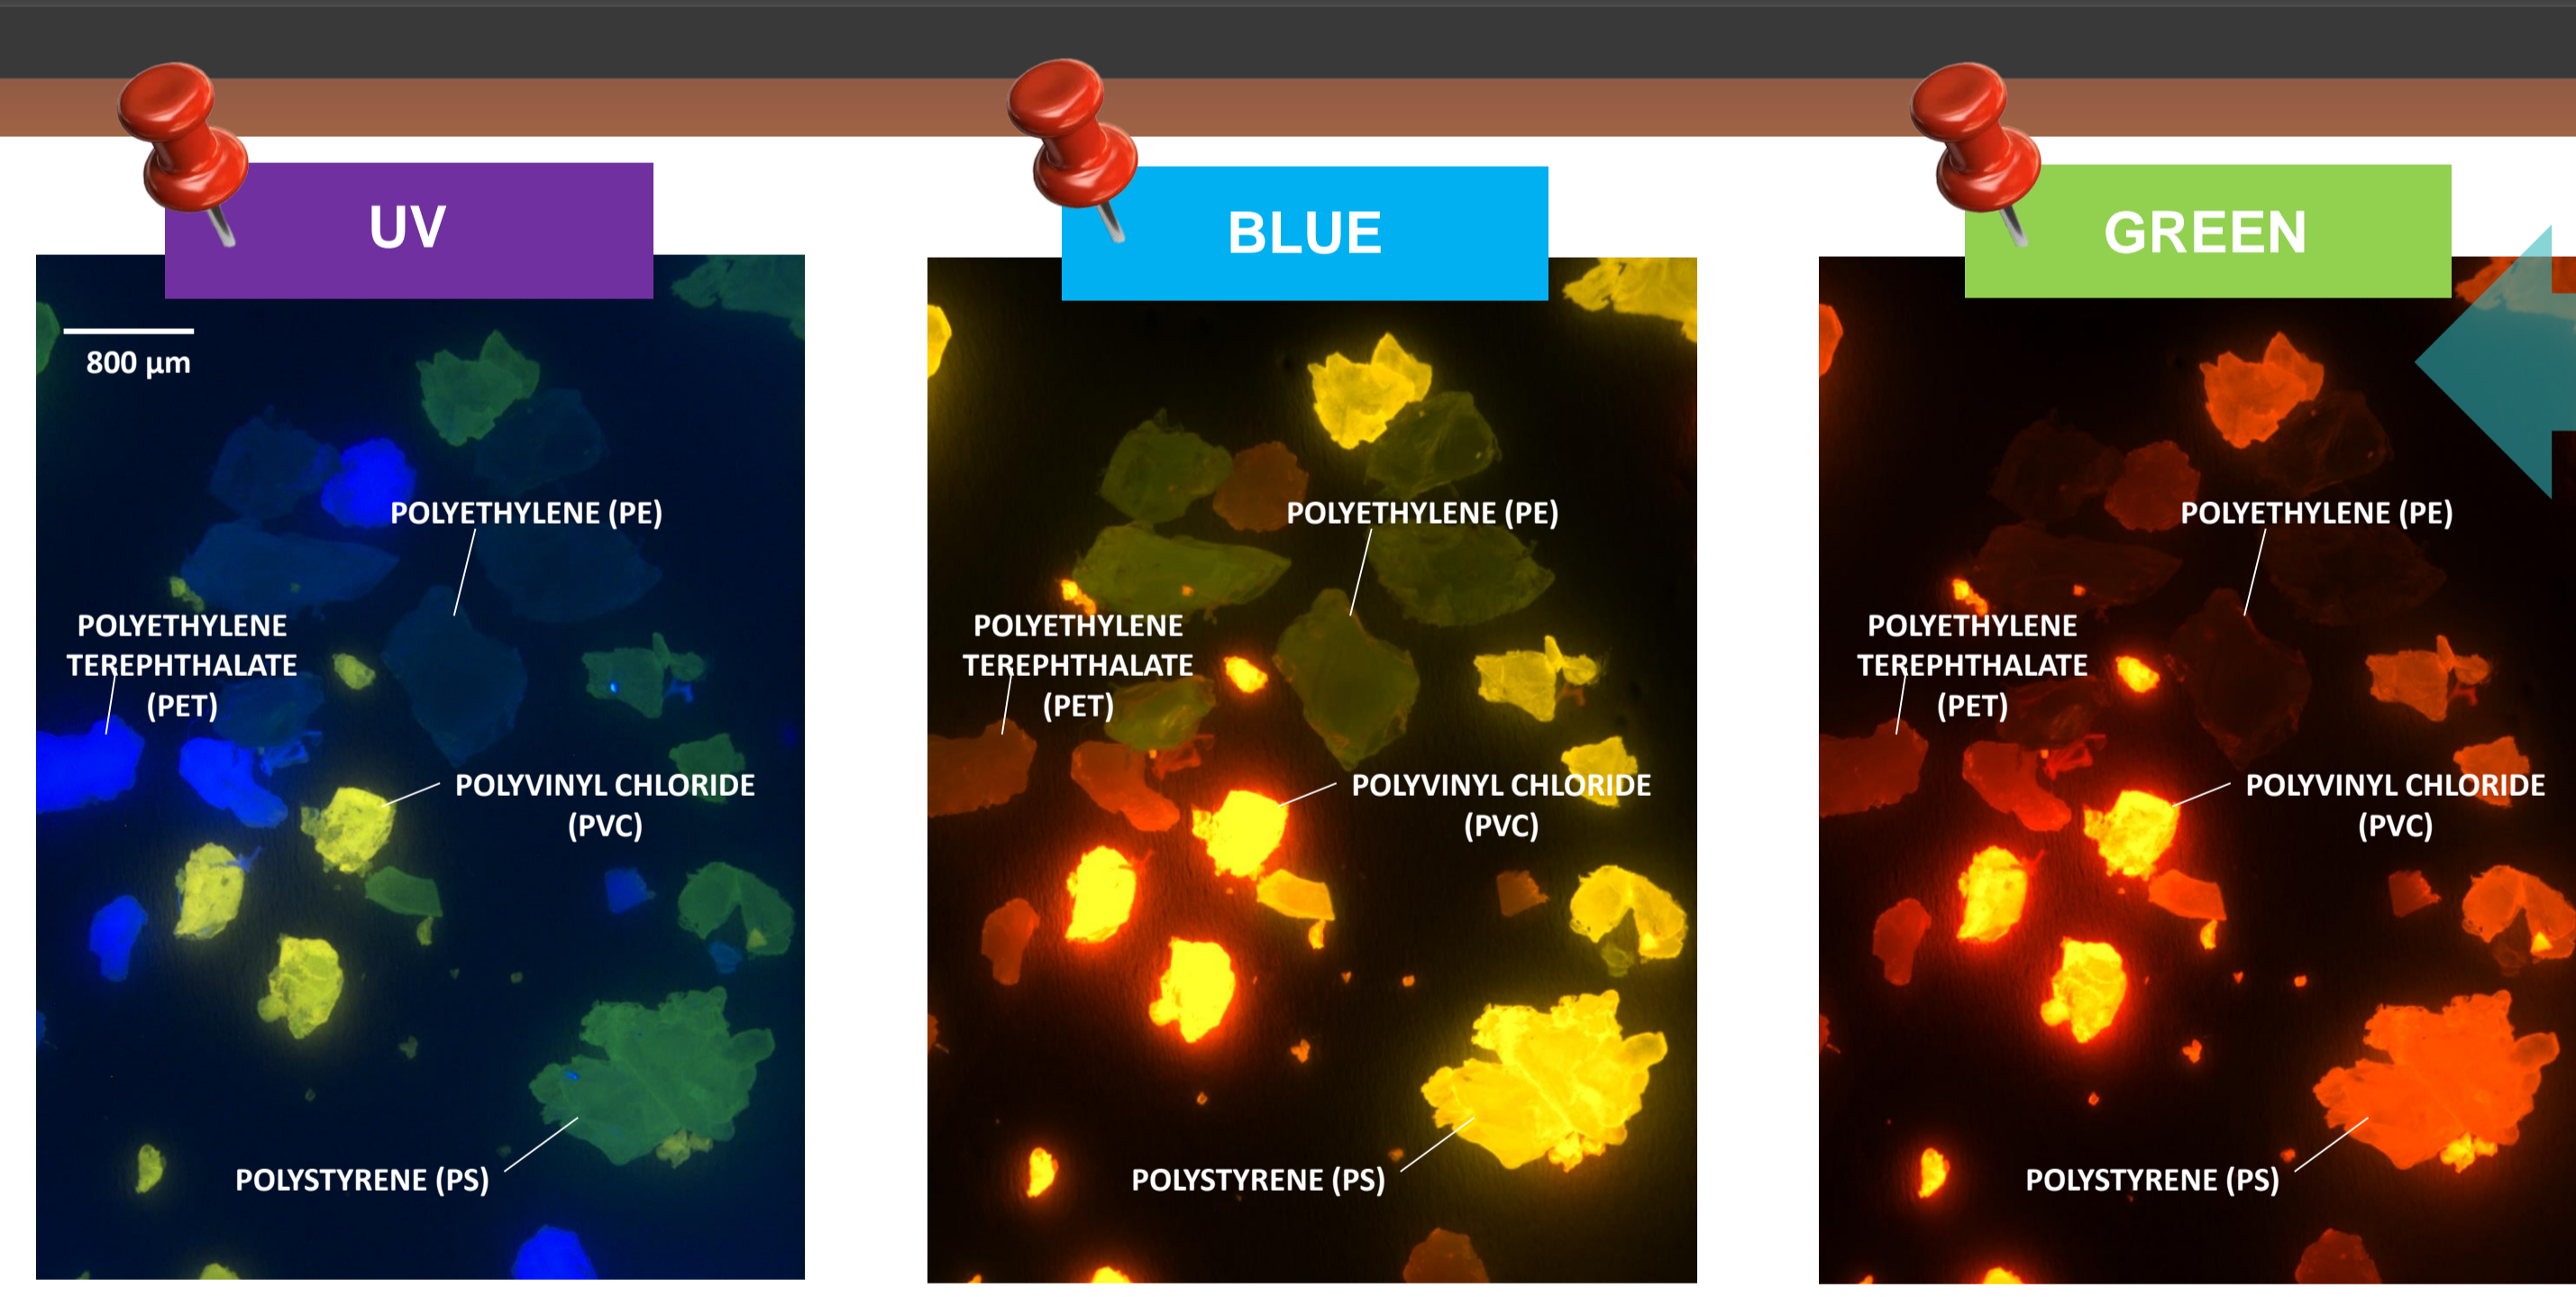 UV
800 µm
POLYETHYLENE (PE)
POLYETHYLENE
TEREPHTHALATE
(PET)
POLYVINYL CHLORIDE
(PVC)
POLYSTYRENE (PS)
BLUE
POLYETHYLENE (PE)
POLYETHYLENE
TEREPHTHALATE
(PET)
POLYVINYL CHLORIDE
(PVC)
POLYSTYRENE (PS)
GREEN
POLYETHYLENE (PE)
POLYETHYLENE
TEREPHTHALATE
(PET)
POLYVINYL CHLORIDE
(PVC)
POLYSTYRENE (PS)